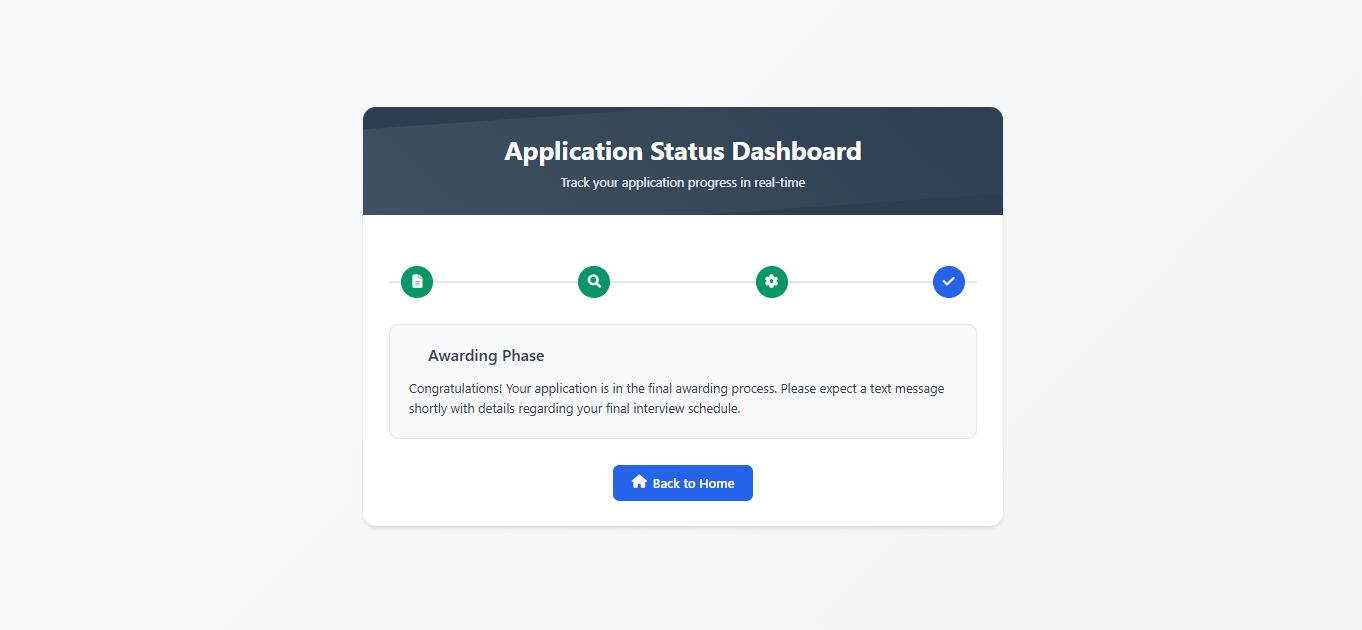 Application Status Dashboard
Track your application progress in real-time
Awarding Phase
Congratulations! Your application is in the final awarding process. Please expect a text message
shortly with details regarding your final interview schedule.
Back to Home